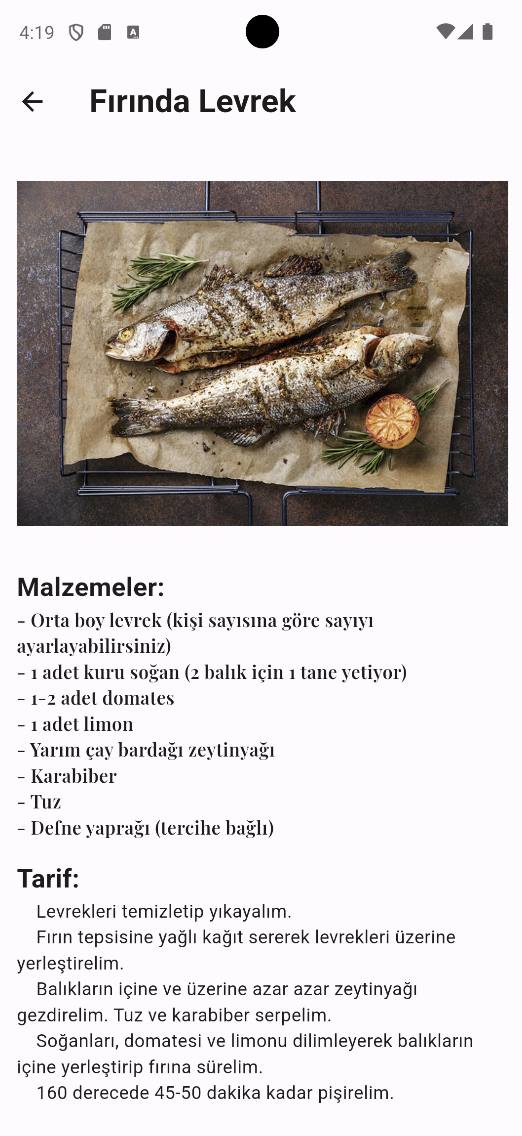 4:19
A
Fırında Levrek
Malzemeler:
- Orta boy levrek (kişi sayısına göre sayıyı
ayarlayabilirsiniz)
- 1 adet kuru soğan (2 balık için 1 tane yetiyor)
- 1-2 adet domates
- 1 adet limon
- Yarım çay bardağı zeytinyağı
- Karabiber
- Tuz
- Defne yaprağı (tercihe bağlı)
Tarif:
Levrekleri temizletip yıkayalım.
Fırın tepsisine yağlı kağıt sererek levrekleri üzerine
yerleştirelim.
Balıkların içine ve üzerine azar azar zeytinyağı
gezdirelim. Tuz ve karabiber serpelim.
Soğanları, domatesi ve limonu dilimleyerek balıkların
içine yerleştirip fırına sürelim.
160 derecede 45-50 dakika kadar pişirelim.